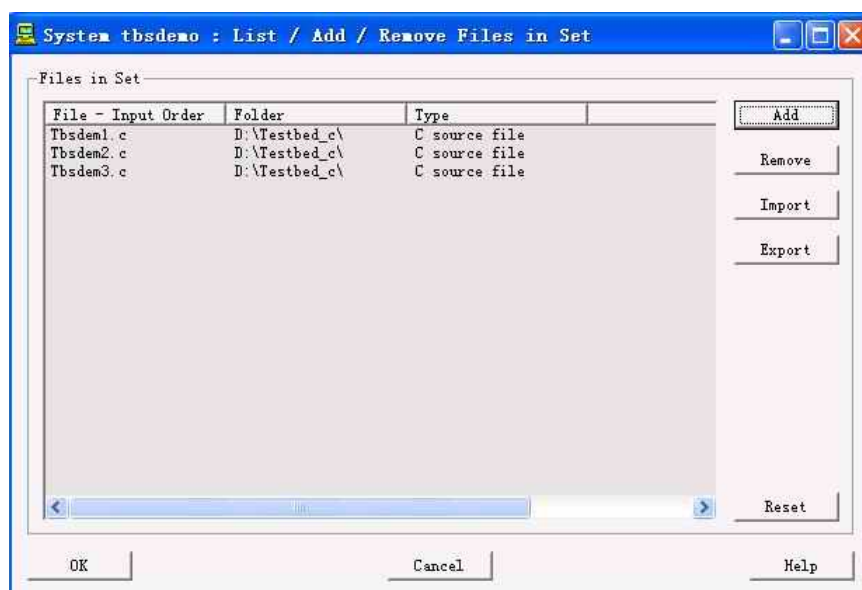 System tbsdemo : List / Add / Remove Files in Set
Files in Set
File - Input Order Folder Type
Tbsdem1.c D:\Testbed_c\ C source file
Tbsdem2.c D:\Testbed_c\ C source file
Tbsdem3.c D:\Testbed_c\ C source file
Add
Remove
Import
Export
Reset
OK Cancel Help